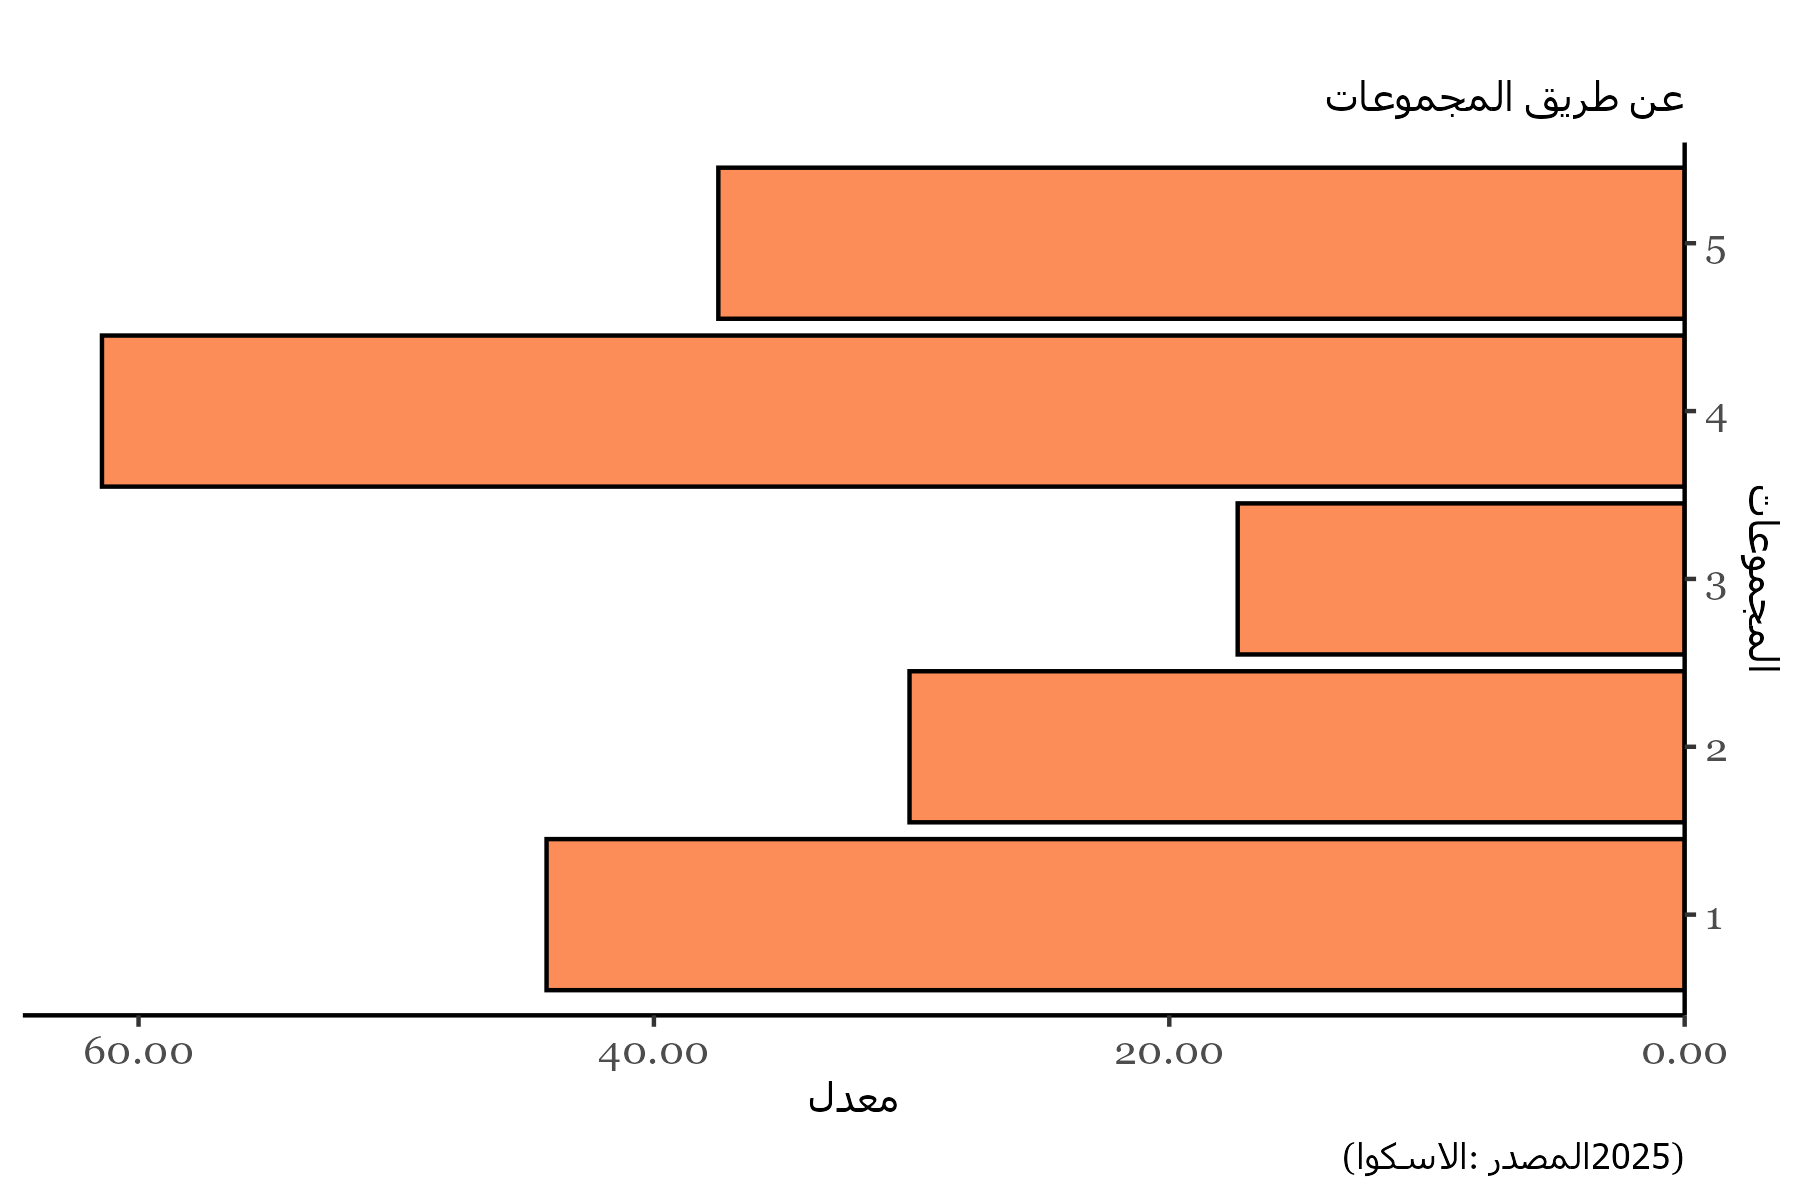 عن طريق المجموعات
5
4
3
2
1
المجموعات
60.00 40.00 20.00 0.00
معدل
(المصدر :الاسكوا2025)